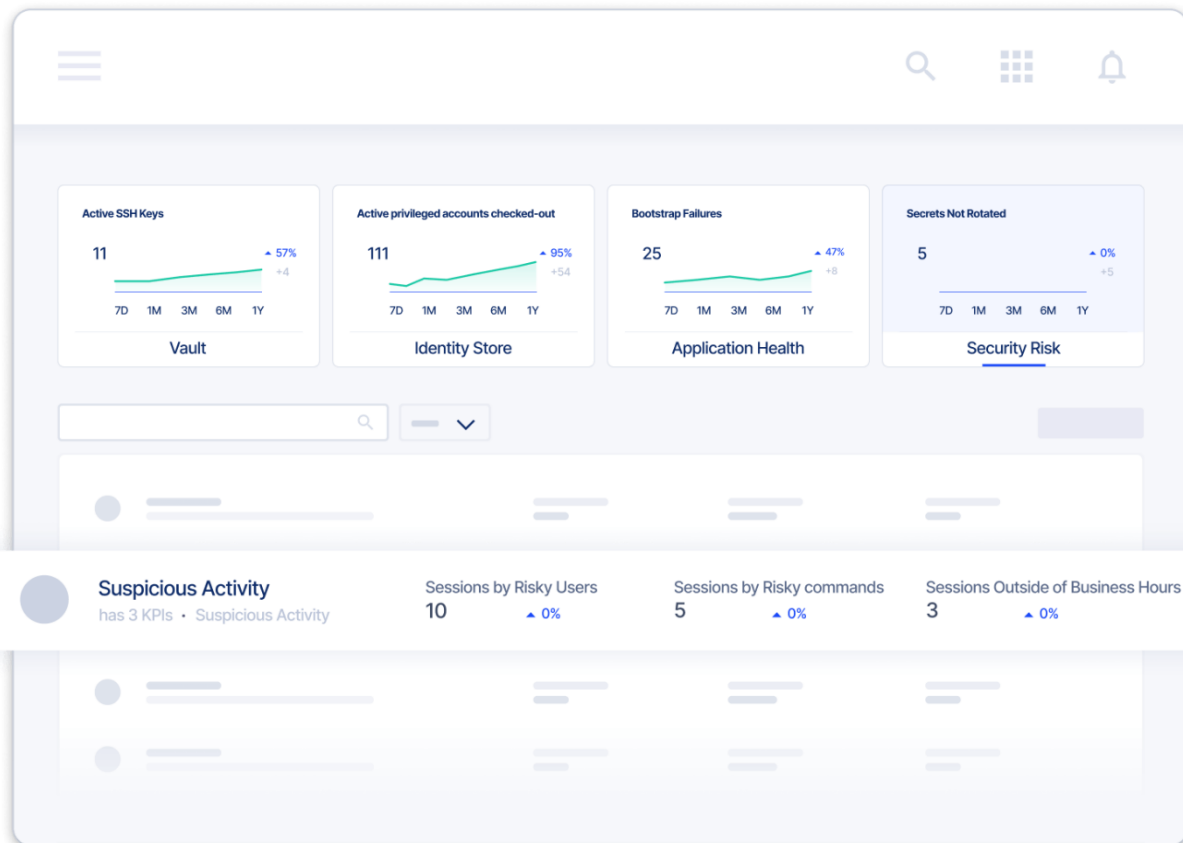 Active SSH Keys
11
57%
+4
7D 1M 3M 6M 1Y
Vault
Active privileged accounts checked-out
111
95%
+54
7D 1M 3M 6M 1Y
Identity Store
Bootstrap Failures
25
47%
+8
7D 1M 3M 6M 1Y
Application Health
Secrets Not Rotated
5
0%
+5
7D 1M 3M 6M 1Y
Security Risk
Suspicious Activity
has 3 KPIs • Suspicious Activity
Sessions by Risky Users
10
0%
Sessions by Risky commands
5
0%
Sessions Outside of Business Hours
3
0%